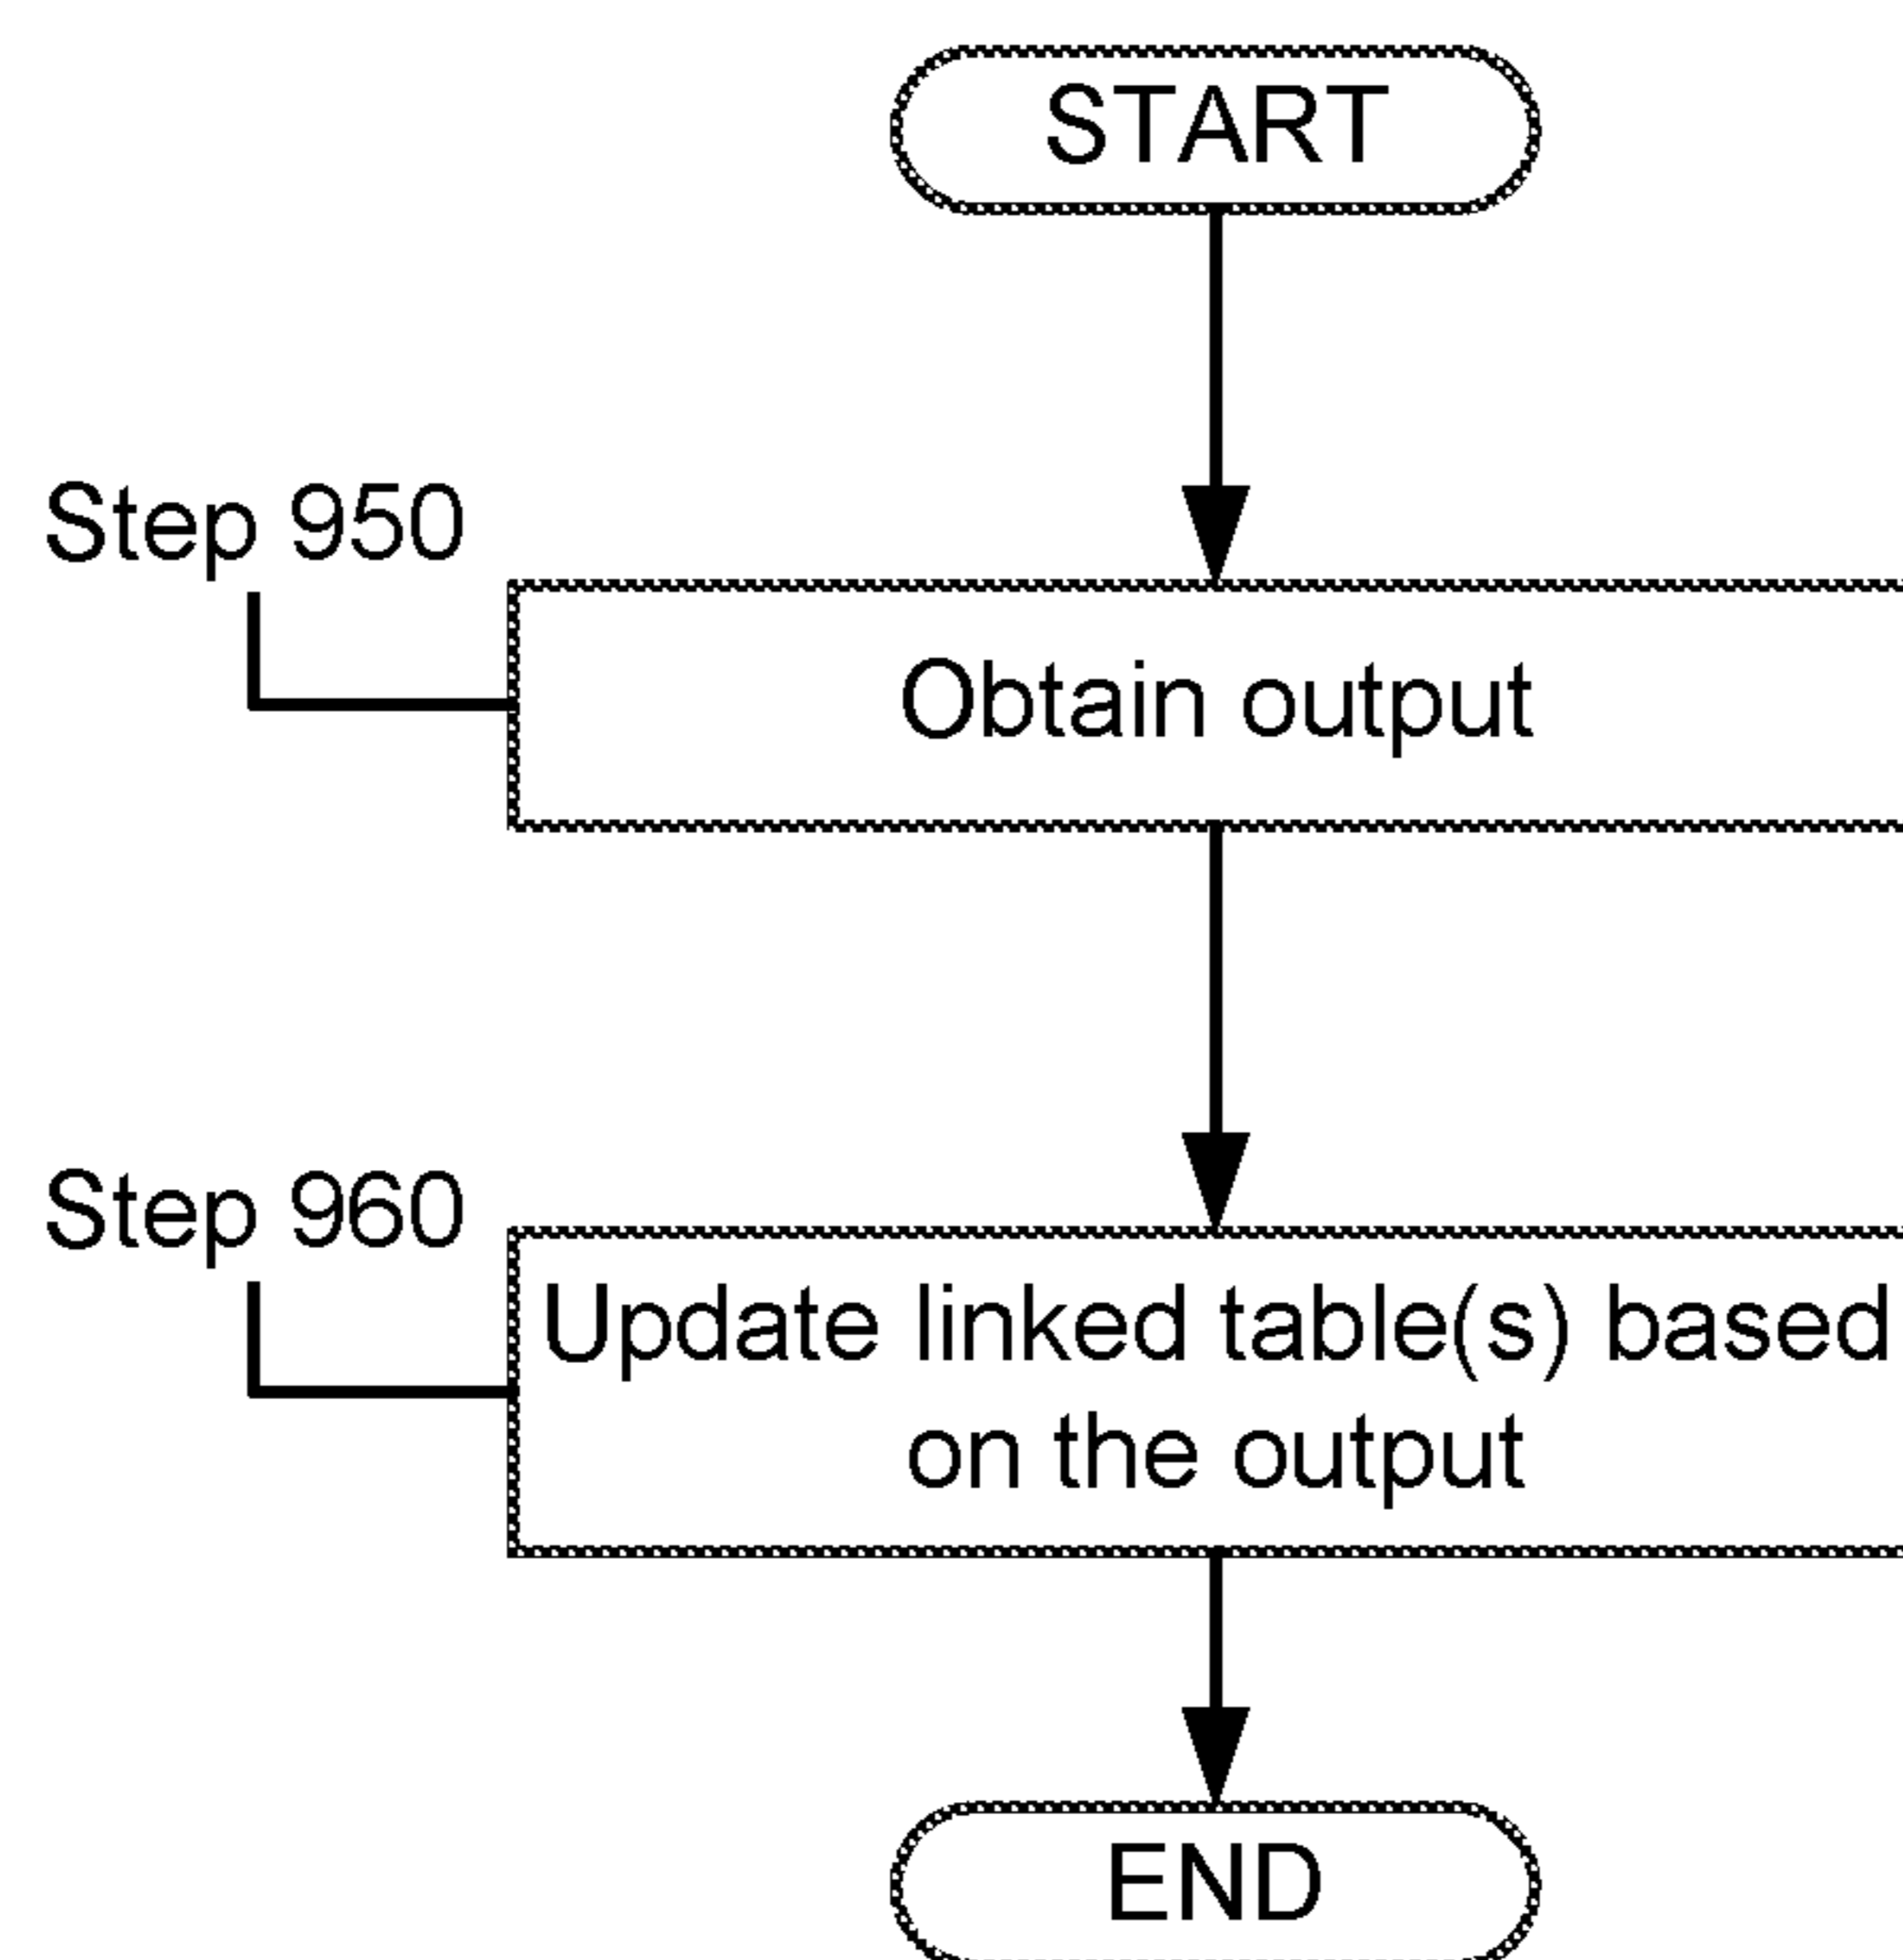 START
Step 950
Obtain output
Step 960
Update linked table(s) based
on the output
END